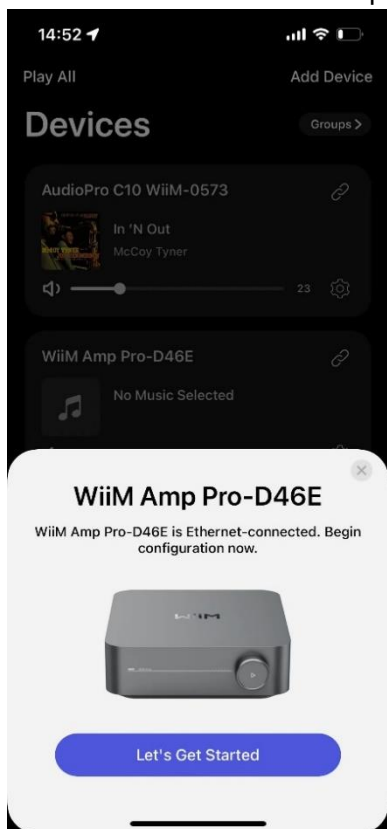 14:52
Play All
Add Device
Devices
Groups >
AudioPro C10 WiiM-0573
In 'N Out
McCoy Tyner
23
WiiM Amp Pro-D46E
No Music Selected
WiiM Amp Pro-D46E
WiiM Amp Pro-D46E is Ethernet-connected. Begin
configuration now.
WiiM
Let's Get Started